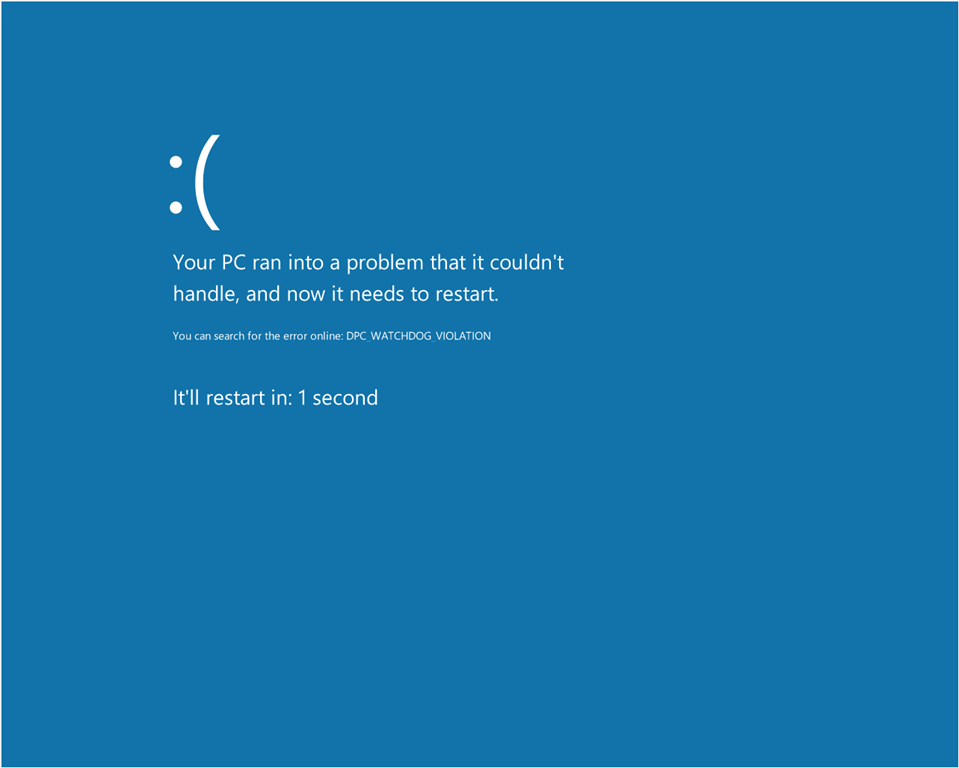 :(
Your PC ran into a problem that it couldn't
handle, and now it needs to restart.
You can search for the error online: DPC_WATCHDOG_VIOLATION
It'll restart in: 1 second